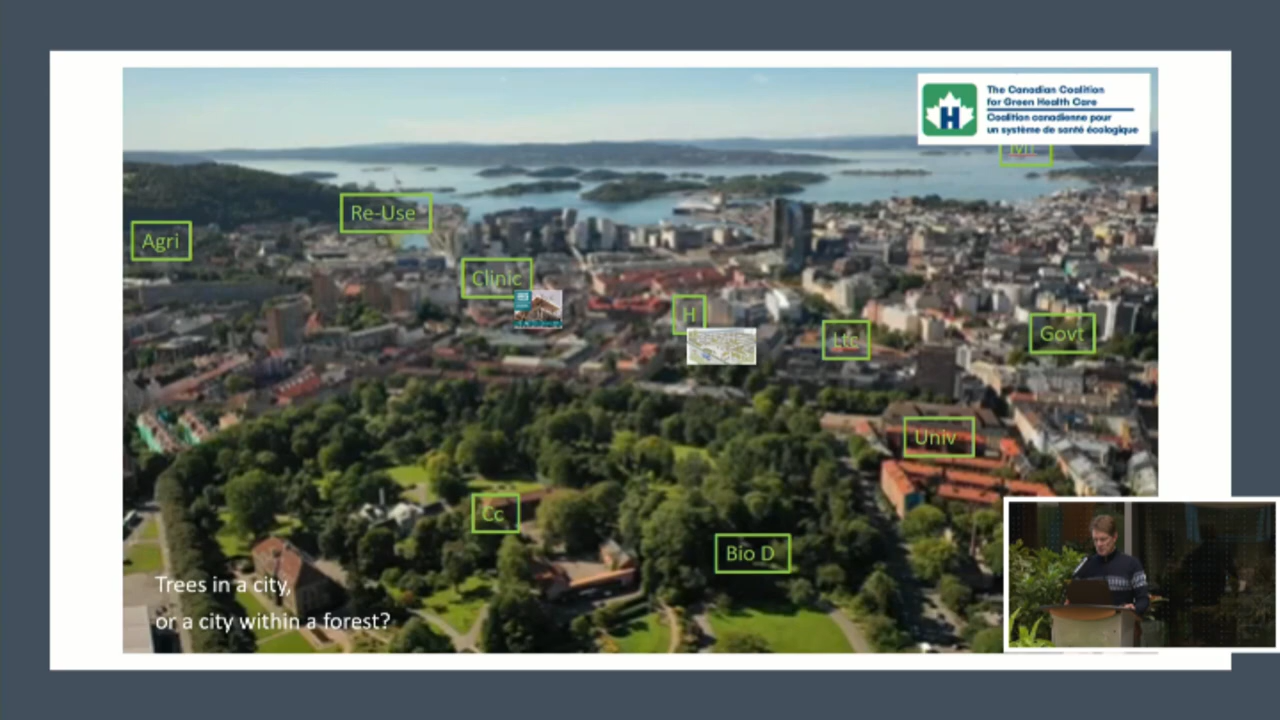 The Canadian Coalition
for Green Health Care
Coalition canadienne pour
un système de santé écologique
H
Re-Use
Agri
Clinic
H
Ltc
Govt
Univ
Cc
Bio D
Trees in a city,
or a city within a forest?